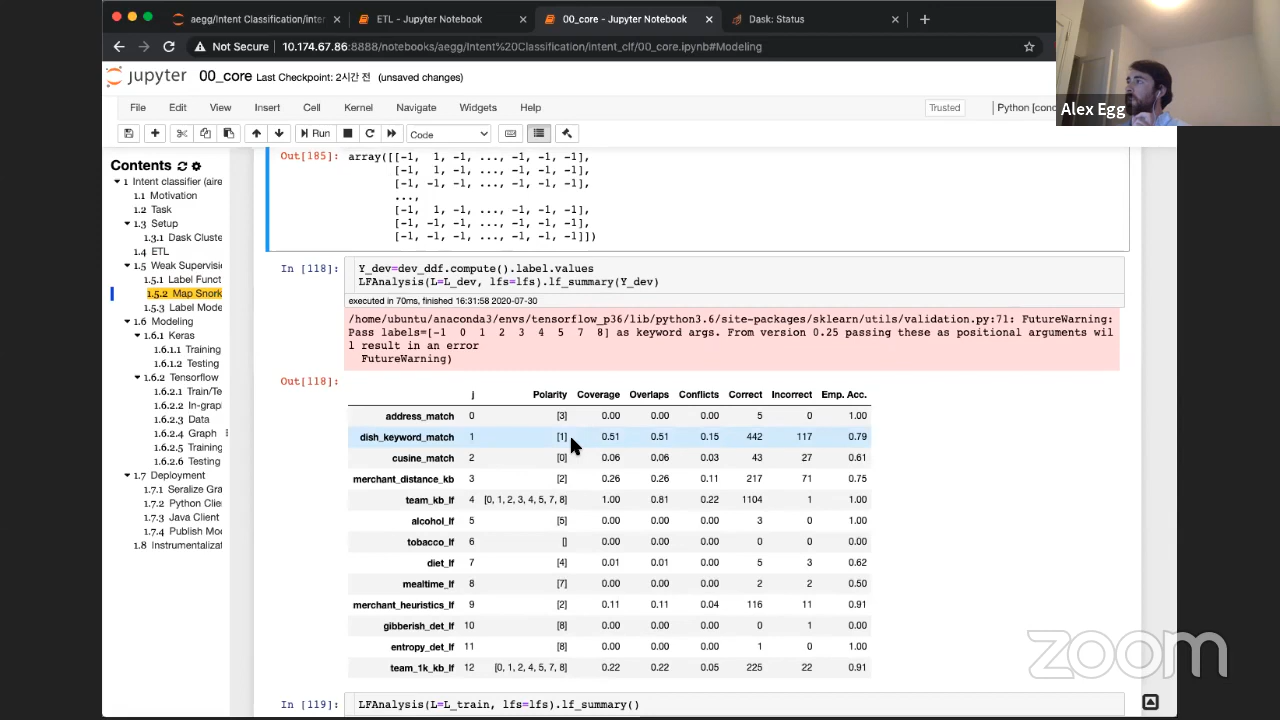 aegg/Intent Classification/inter
ETL - Jupyter Notebook
00_core - Jupyter Notebook
Dask: Status
Not Secure 10.174.67.86:8888/notebooks/aegg/Intent%20Classification/intent_clf/00_core.ipynb#Modeling
Alex Egg
jupyter 00_core Last Checkpoint: 2시간 전 (unsaved changes)
File Edit View Insert Cell Kernel Navigate Widgets Help Trusted Python [cond
Run Code
Contents
1 Intent classifier (aire
1.1 Motivation
1.2 Task
1.3 Setup
1.3.1 Dask Cluste
1.4 ETL
1.5 Weak Supervisi
1.5.1 Label Funct
1.5.2 Map Snork
1.5.3 Label Mode
1.6 Modeling
1.6.1 Keras
1.6.1.1 Training
1.6.1.2 Testing
1.6.2 Tensorflow
1.6.2.1 Train/Te
1.6.2.2 In-grap
1.6.2.3 Data
1.6.2.4 Graph
1.6.2.5 Training
1.6.2.6 Testing
1.7 Deployment
1.7.1 Seralize Gra
1.7.2 Python Clie
1.7.3 Java Client
1.7.4 Publish Mod
1.8 Instrumentalizat
Out[185]: array([[-1, 1, -1, ..., -1, -1, -1],
[-1, 1, -1, ..., -1, -1, -1],
[-1, -1, -1, ..., -1, -1, -1],
...,
[-1, 1, -1, ..., -1, -1, -1],
[-1, -1, -1, ..., -1, -1, -1],
[-1, -1, -1, ..., -1, -1, -1]])
In [118]: Y_dev=dev_ddf.compute().label.values
LFAnalysis(L=L_dev, lfs=lfs).lf_summary(Y_dev)
executed in 70ms, finished 16:31:58 2020-07-30
/home/ubuntu/anaconda3/envs/tensorflow_p36/lib/python3.6/site-packages/sklearn/utils/validation.py:71: FutureWarning:
Pass labels=[-1 0 1 2 3 4 5 7 8] as keyword args. From version 0.25 passing these as positional arguments wil
l result in an error
FutureWarning)
Out[118]:
j Polarity Coverage Overlaps Conflicts Correct Incorrect Emp. Acc.
address_match 0 [3] 0.00 0.00 0.00 5 0 1.00
dish_keyword_match 1 [1] 0.51 0.51 0.15 442 117 0.79
cusine_match 2 [0] 0.06 0.06 0.03 43 27 0.61
merchant_distance_kb 3 [2] 0.26 0.26 0.11 217 71 0.75
team_kb_lf 4 [0, 1, 2, 3, 4, 5, 7, 8] 1.00 0.81 0.22 1104 1 1.00
alcohol_lf 5 [5] 0.00 0.00 0.00 3 0 1.00
tobacco_lf 6 [] 0.00 0.00 0.00 0 0 0.00
diet_lf 7 [4] 0.01 0.01 0.00 5 3 0.62
mealtime_lf 8 [7] 0.00 0.00 0.00 2 2 0.50
merchant_heuristics_lf 9 [2] 0.11 0.11 0.04 116 11 0.91
gibberish_det_lf 10 [8] 0.00 0.00 0.00 0 1 0.00
entropy_det_lf 11 [8] 0.00 0.00 0.00 1 0 1.00
team_1k_kb_lf 12 [0, 1, 2, 4, 5, 7, 8] 0.22 0.22 0.05 225 22 0.91
In [119]: LFAnalysis(L=L_train, lfs=lfs).lf_summary()
zoom